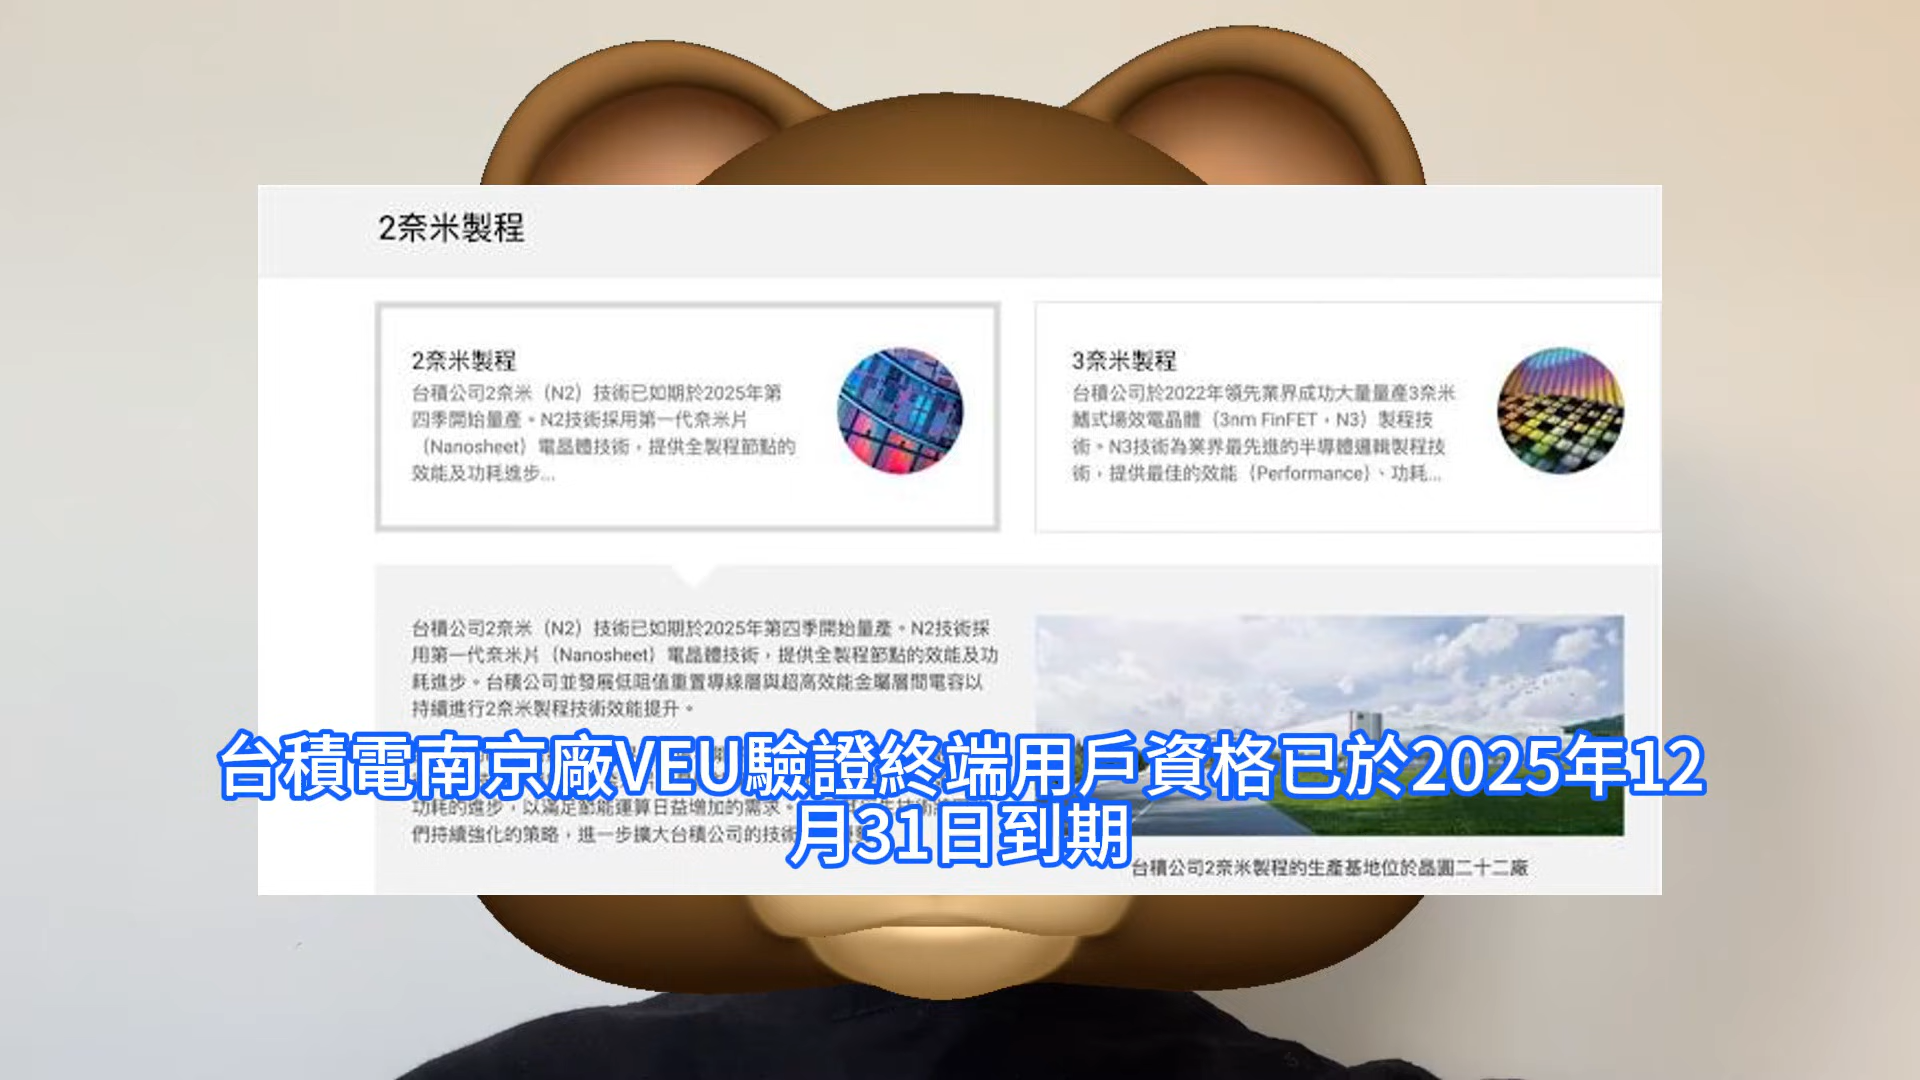 2奈米製程
2奈米製程
台積公司2奈米（N2）技術已如期於2025年第
四季開始量產。N2技術採用第一代奈米片
（Nanosheet）電晶體技術，提供全製程節點的
效能及功耗進步...
3奈米製程
台積公司於2022年領先業界成功大量量產3奈米
鰭式場效電晶體（3nm FinFET，N3）製程技
術。N3技術為業界最先進的半導體邏輯製程技
術，提供最佳的效能（Performance）、功耗...
台積公司2奈米（N2）技術已如期於2025年第四季開始量產。N2技術採
用第一代奈米片（Nanosheet）電晶體技術，提供全製程節點的效能及功
耗進步。台積公司並發展低阻值重置導線層與超高效能金屬層間電容以
持續進行2奈米製程技術效能提升。
功耗的進步，以滿足節能運算日益增加的需求。
們持續強化的策略，進一步擴大台積公司的技術
台積公司2奈米製程的生產基地位於晶圓二十二廠
台積電南京廠VEU驗證終端用戶資格已於2025年12
月31日到期